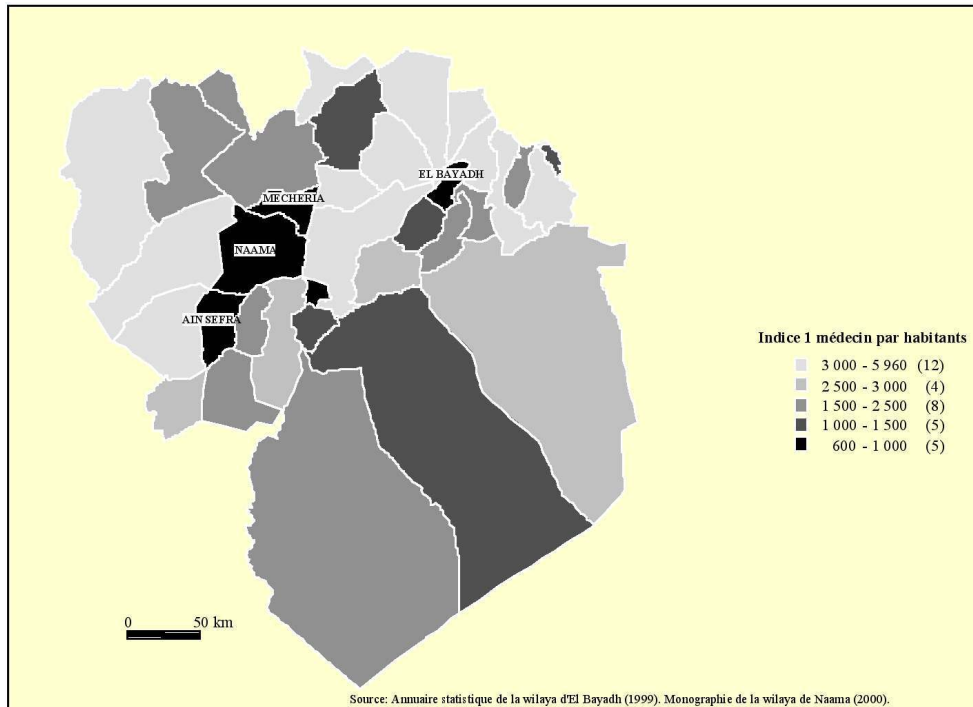 EL BAYADH
MECHERIA
NAAMA
AIN SEFRA
Indice 1 médecin par habitants
3 000 - 5 960 (12)
2 500 - 3 000 (4)
1 500 - 2 500 (8)
1 000 - 1 500 (5)
600 - 1 000 (5)
0 50 km
Source: Annuaire statistique de la wilaya d'El Bayadh (1999). Monographie de la wilaya de Naama (2000).